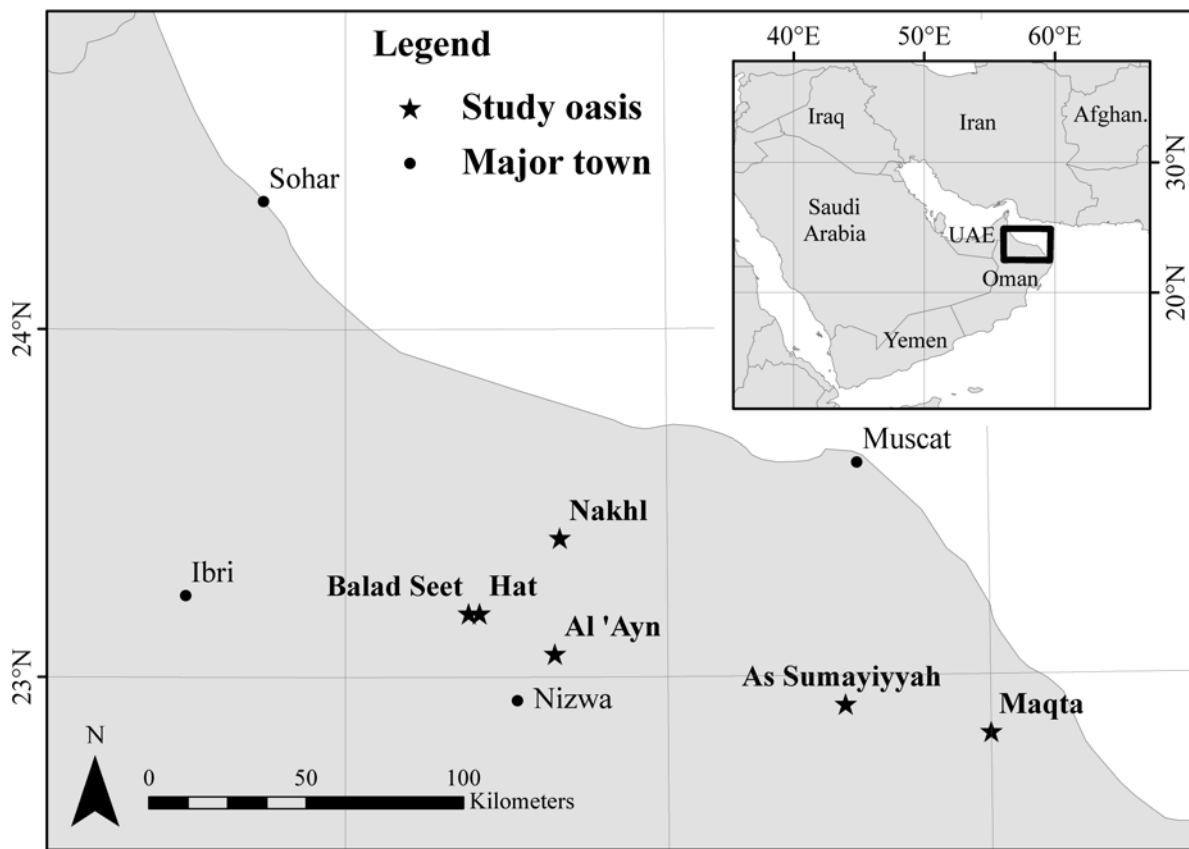 Legend
Study oasis
Major town
40°E 50°E 60°E
30°N
20°N
Iraq
Iran
Afghan.
Saudi
Arabia
UAE
Oman
Yemen
Sohar
24°N
Muscat
Nakhl
Ibri
Balad Seet Hat
Al 'Ayn
23°N
As Sumayiyyah
Nizwa
Maqta
N
0 50 100
Kilometers